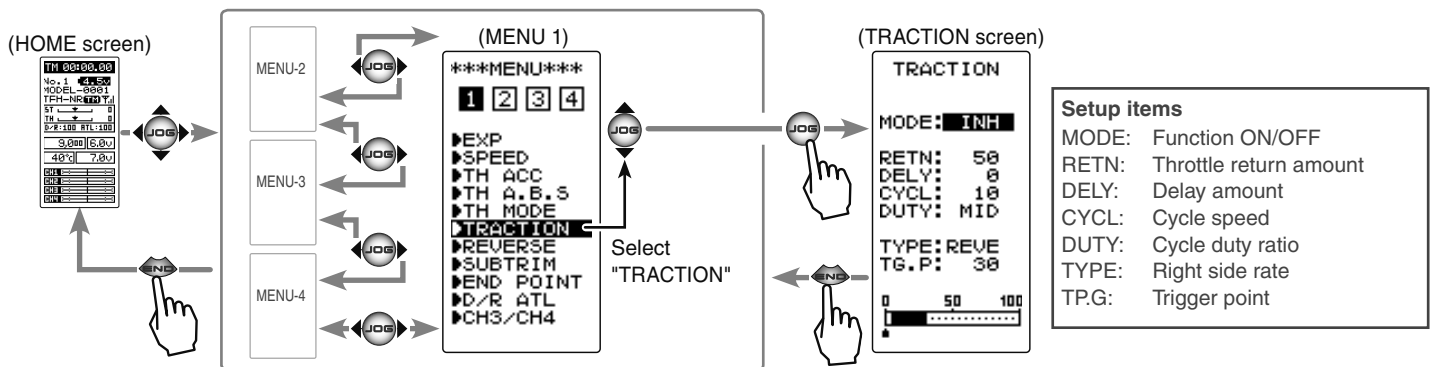 (HOME screen)
TM 00:00.00
No.1 4.5v
MODEL-0001
TFH-NR TM
ST 0
TH 0
D/R:100 ATL:100
9,000 6.0v
40℃ 7.0v
CH1
CH2
CH3
CH4
JOG
END
MENU-2
MENU-3
MENU-4
JOG
JOG
JOG
JOG
(MENU 1)
***MENU***
1 2 3 4
EXP
SPEED
TH ACC
TH A.B.S
TH MODE
TRACTION
REVERSE
SUBTRIM
END POINT
D/R ATL
CH3/CH4
JOG
Select
"TRACTION"
JOG
END
(TRACTION screen)
TRACTION
MODE: INH
RETN: 50
DELY: 0
CYCL: 10
DUTY: MID
TYPE:REVE
TG.P: 30
0 50 100
Setup items
MODE: Function ON/OFF
RETN: Throttle return amount
DELY: Delay amount
CYCL: Cycle speed
DUTY: Cycle duty ratio
TYPE: Right side rate
TP.G: Trigger point